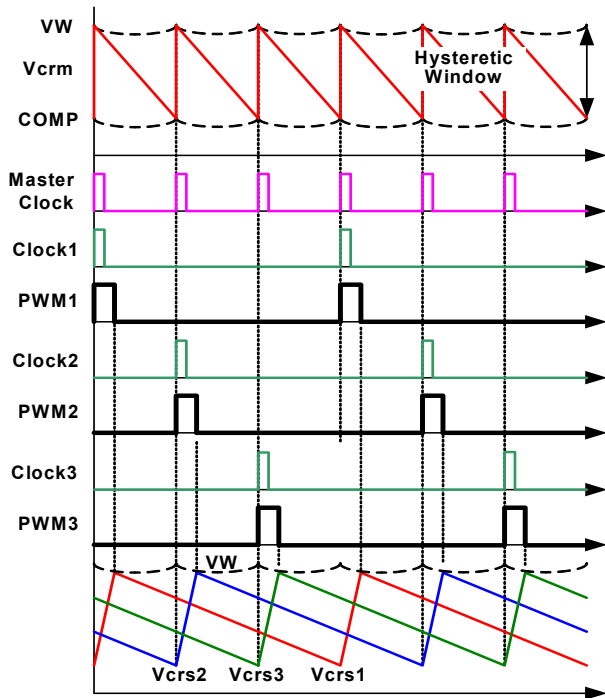 VW
Vcrm
Hysteretic
Window
COMP
Master
Clock
Clock1
PWM1
Clock2
PWM2
Clock3
PWM3
VW
Vcrs2
Vcrs3
Vcrs1